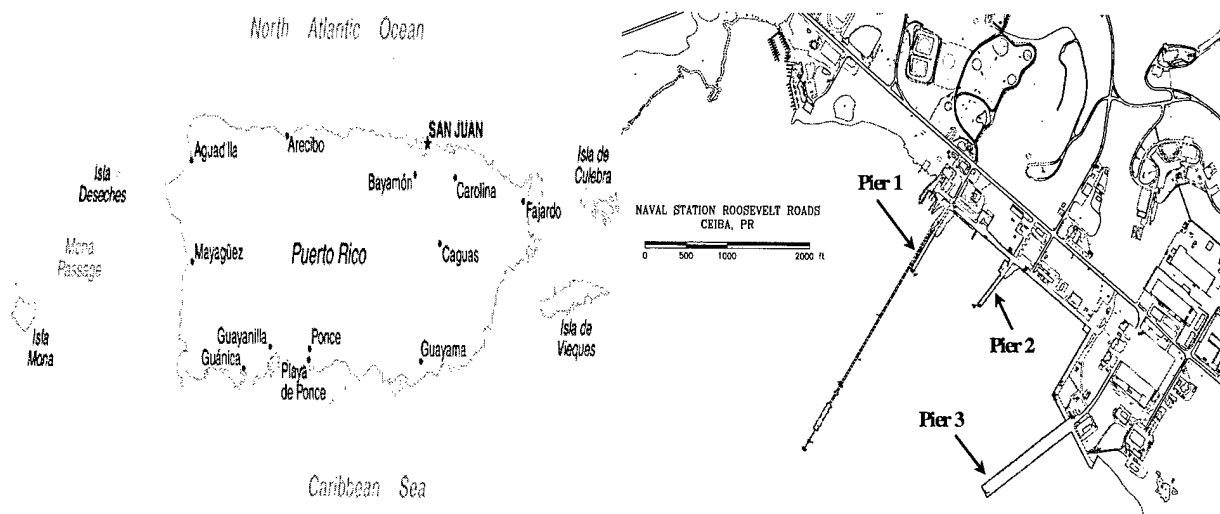 North Atlantic Ocean
SAN JUAN
Aguad'lla
Arecibo
Isla
Deseches
Bayamón
Carolina
Isla de
Culebra
Fajardo
Mona
Passage
Mayagüez
Puerto Rico
Caguas
Isla
Mona
Guayanilla
Ponce
Guánica
Playa
de Ponce
Guayama
Isla de
Vieques
Caribbean Sea
Pier 1
NAVAL STATION ROOSEVELT ROADS
CEIBA, PR
0 500 1000 2000 ft.
Pier 2
Pier 3